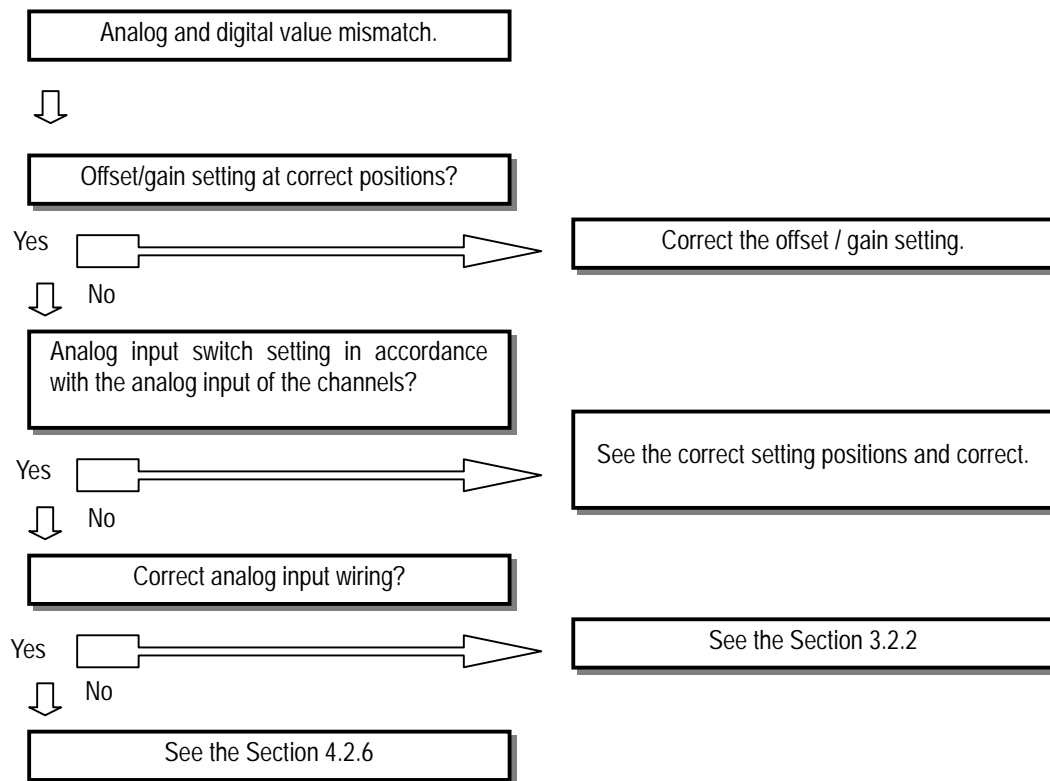 Analog and digital value mismatch.
Offset/gain setting at correct positions?
Yes
Correct the offset / gain setting.
No
Analog input switch setting in accordance
with the analog input of the channels?
Yes
See the correct setting positions and correct.
No
Correct analog input wiring?
Yes
See the Section 3.2.2
No
See the Section 4.2.6